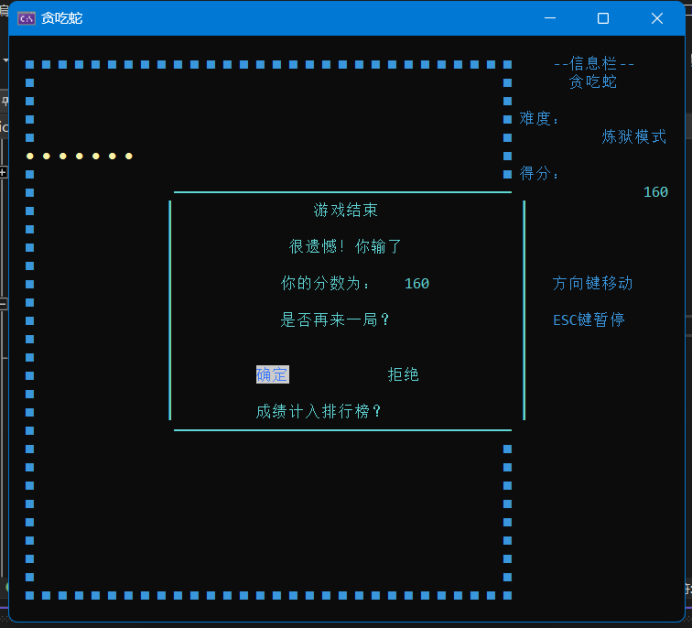 贪吃蛇
--信息栏--
贪吃蛇
难度：
炼狱模式
得分：
160
游戏结束
很遗憾！你输了
你的分数为： 160
是否再来一局？
确定 拒绝
成绩计入排行榜？
方向键移动
ESC键暂停